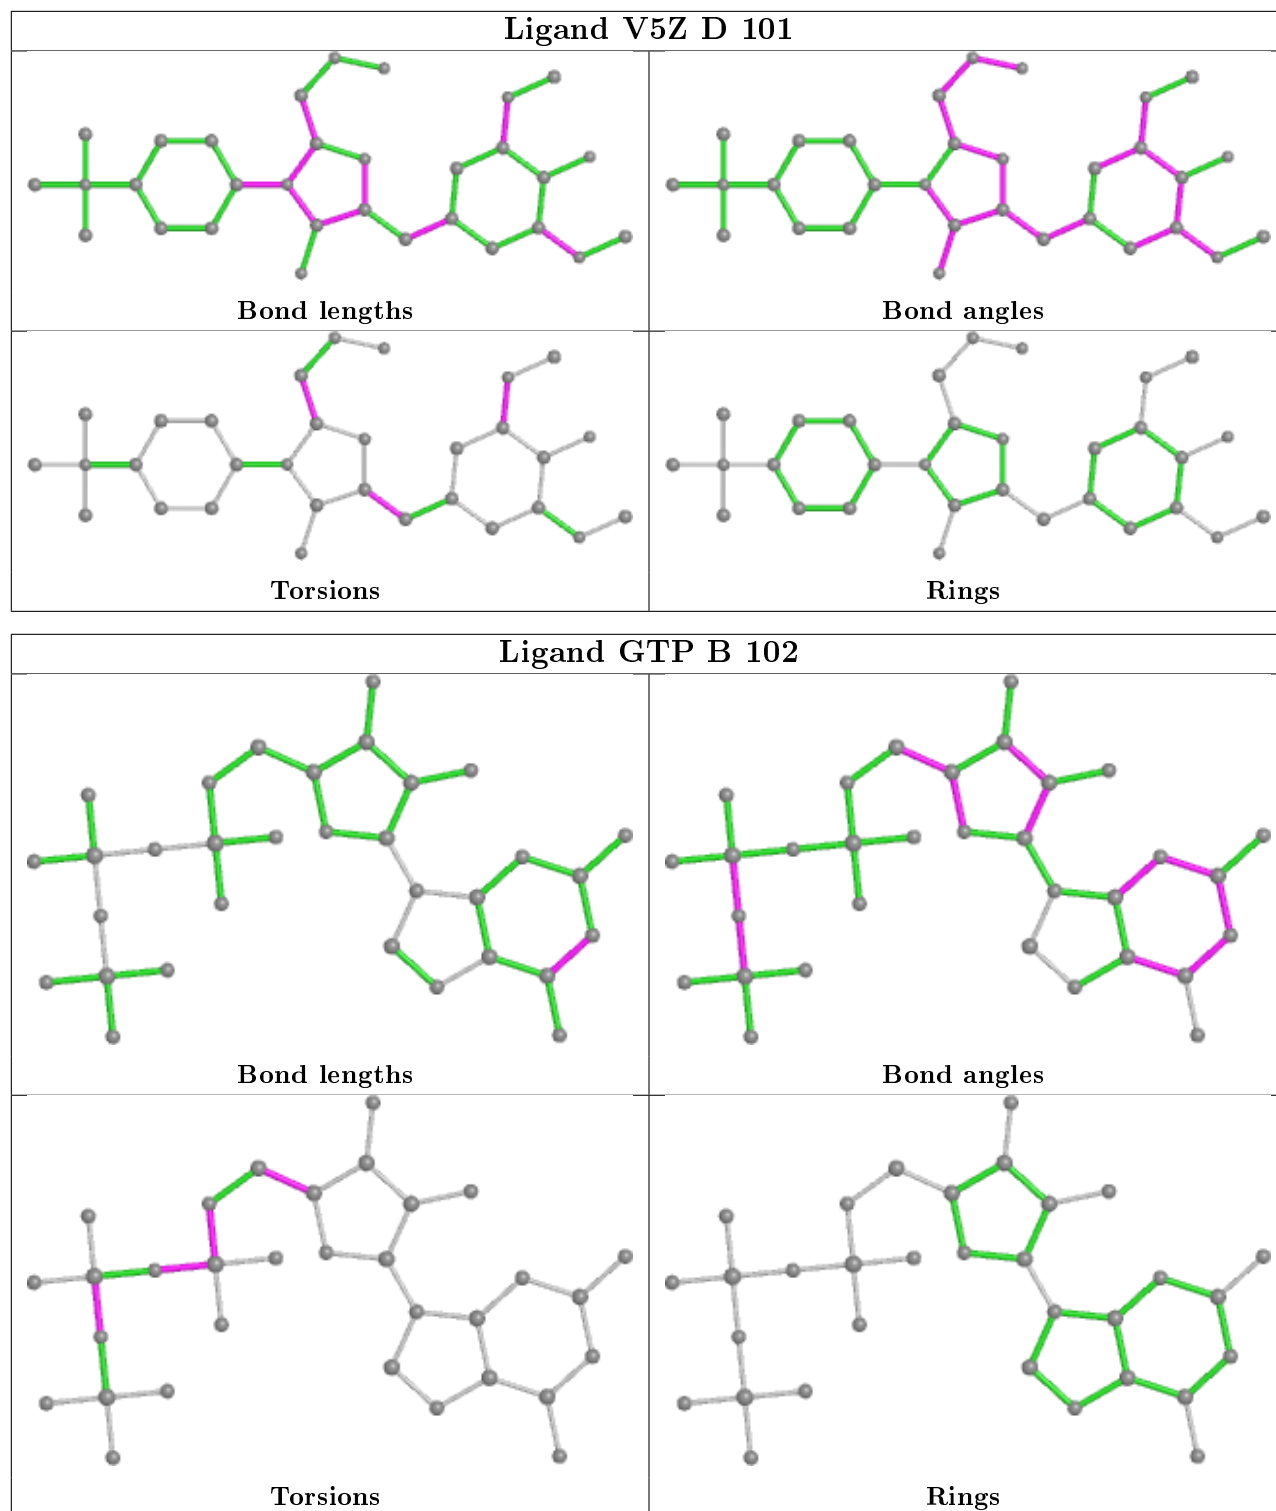 Ligand V5Z D 101
Bond lengths
Bond angles
Torsions
Rings
Ligand GTP B 102
Bond lengths
Bond angles
Torsions
Rings